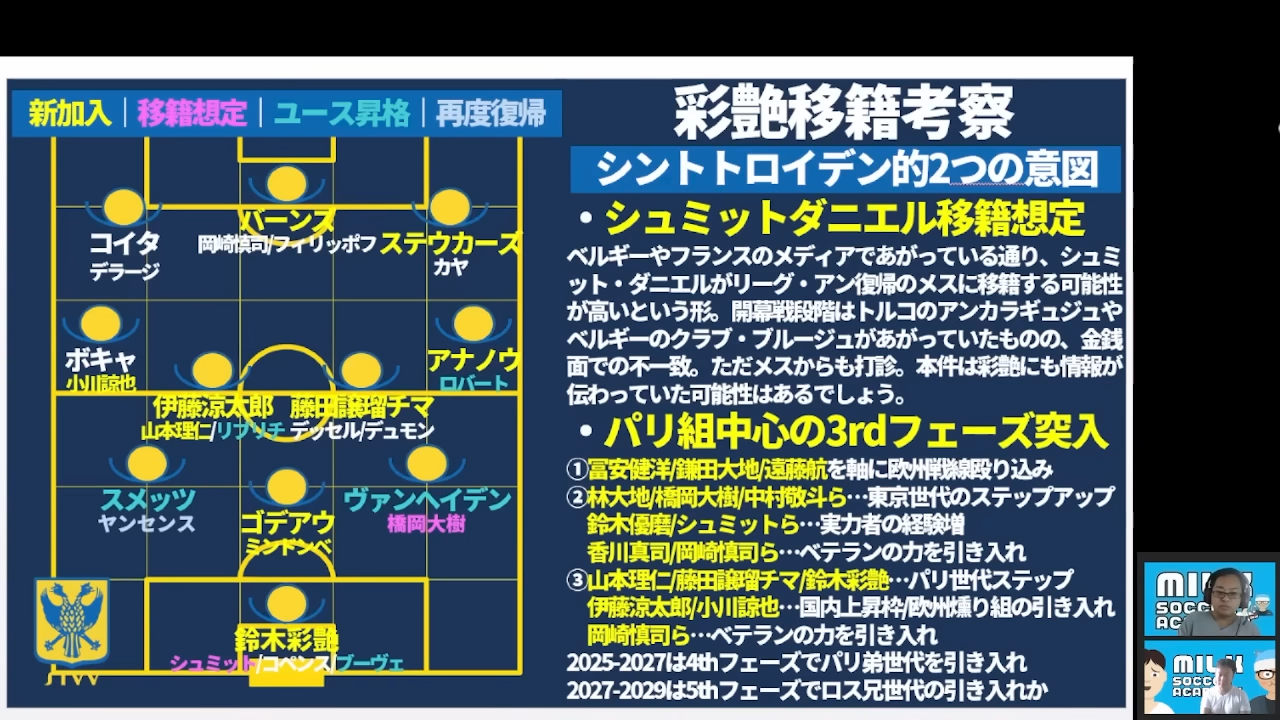 新加入｜移籍想定｜ユース昇格｜再度復帰
バーンズ
岡崎慎司/フィリッポフ
コイタ
デラージ
ステウカーズ
カヤ
ボキャ
小川諒也
アナノウ
ロバート
伊藤涼太郎
山本理仁/リブリチ
藤田譲瑠チマ
デッセル/デュモン
スメッツ
ヤンセンス
ゴデアウ
ミンドンベ
ヴァンヘイデン
橋岡大樹
鈴木彩艶
シュミット/コペンス/ブーヴェ
STVV
彩艶移籍考察
シントトロイデン的2つの意図
・シュミットダニエル移籍想定
ベルギーやフランスのメディアであがっている通り、シュミ
ット・ダニエルがリーグ・アン復帰のメスに移籍する可能性
が高いという形。開幕戦段階はトルコのアンカラギュジュや
ベルギーのクラブ・ブルージュがあがっていたものの、金銭
面での不一致。ただメスからも打診。本件は彩艶にも情報が
伝わっていた可能性はあるでしょう。
・パリ組中心の3rdフェーズ突入
①冨安健洋/鎌田大地/遠藤航を軸に欧州戦線殴り込み
②林大地/橋岡大樹/中村敬斗ら…東京世代のステップアップ
鈴木優磨/シュミットら…実力者の経験増
香川真司/岡崎慎司ら…ベテランの力を引き入れ
③山本理仁/藤田譲瑠チマ/鈴木彩艶…パリ世代ステップ
伊藤涼太郎/小川諒也…国内上昇枠/欧州燻り組の引き入れ
岡崎慎司ら…ベテランの力を引き入れ
2025-2027は4thフェーズでパリ弟世代を引き入れ
2027-2029は5thフェーズでロス兄世代の引き入れか
MILK
SOCCER
MILK
SOCC
ACA